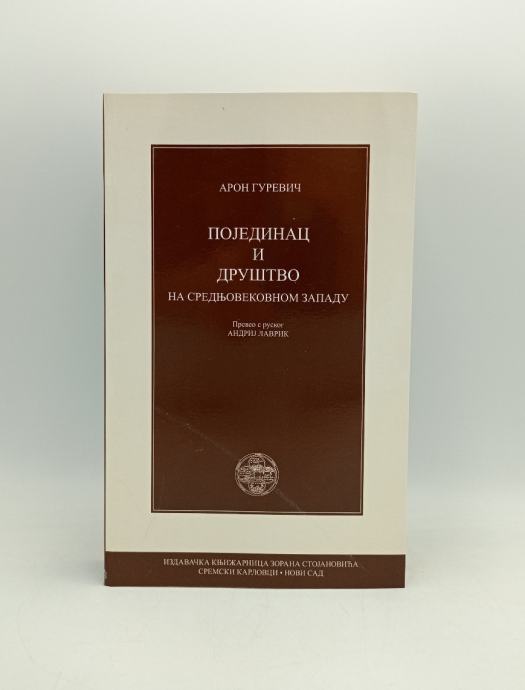 АРОН ГУРЕВИЧ
ПОЈЕДИНАЦ
И
ДРУШТВО
НА СРЕДЊОВЕКОВНОМ ЗАПАДУ
Превео с руског
АНДРИЈ ЛАВРИК
ИЗДАВАЧКА КЊИЖАРНИЦА ЗОРАНА СТОЈАНОВИЋА
СРЕМСКИ КАРЛОВЦИ • НОВИ САД